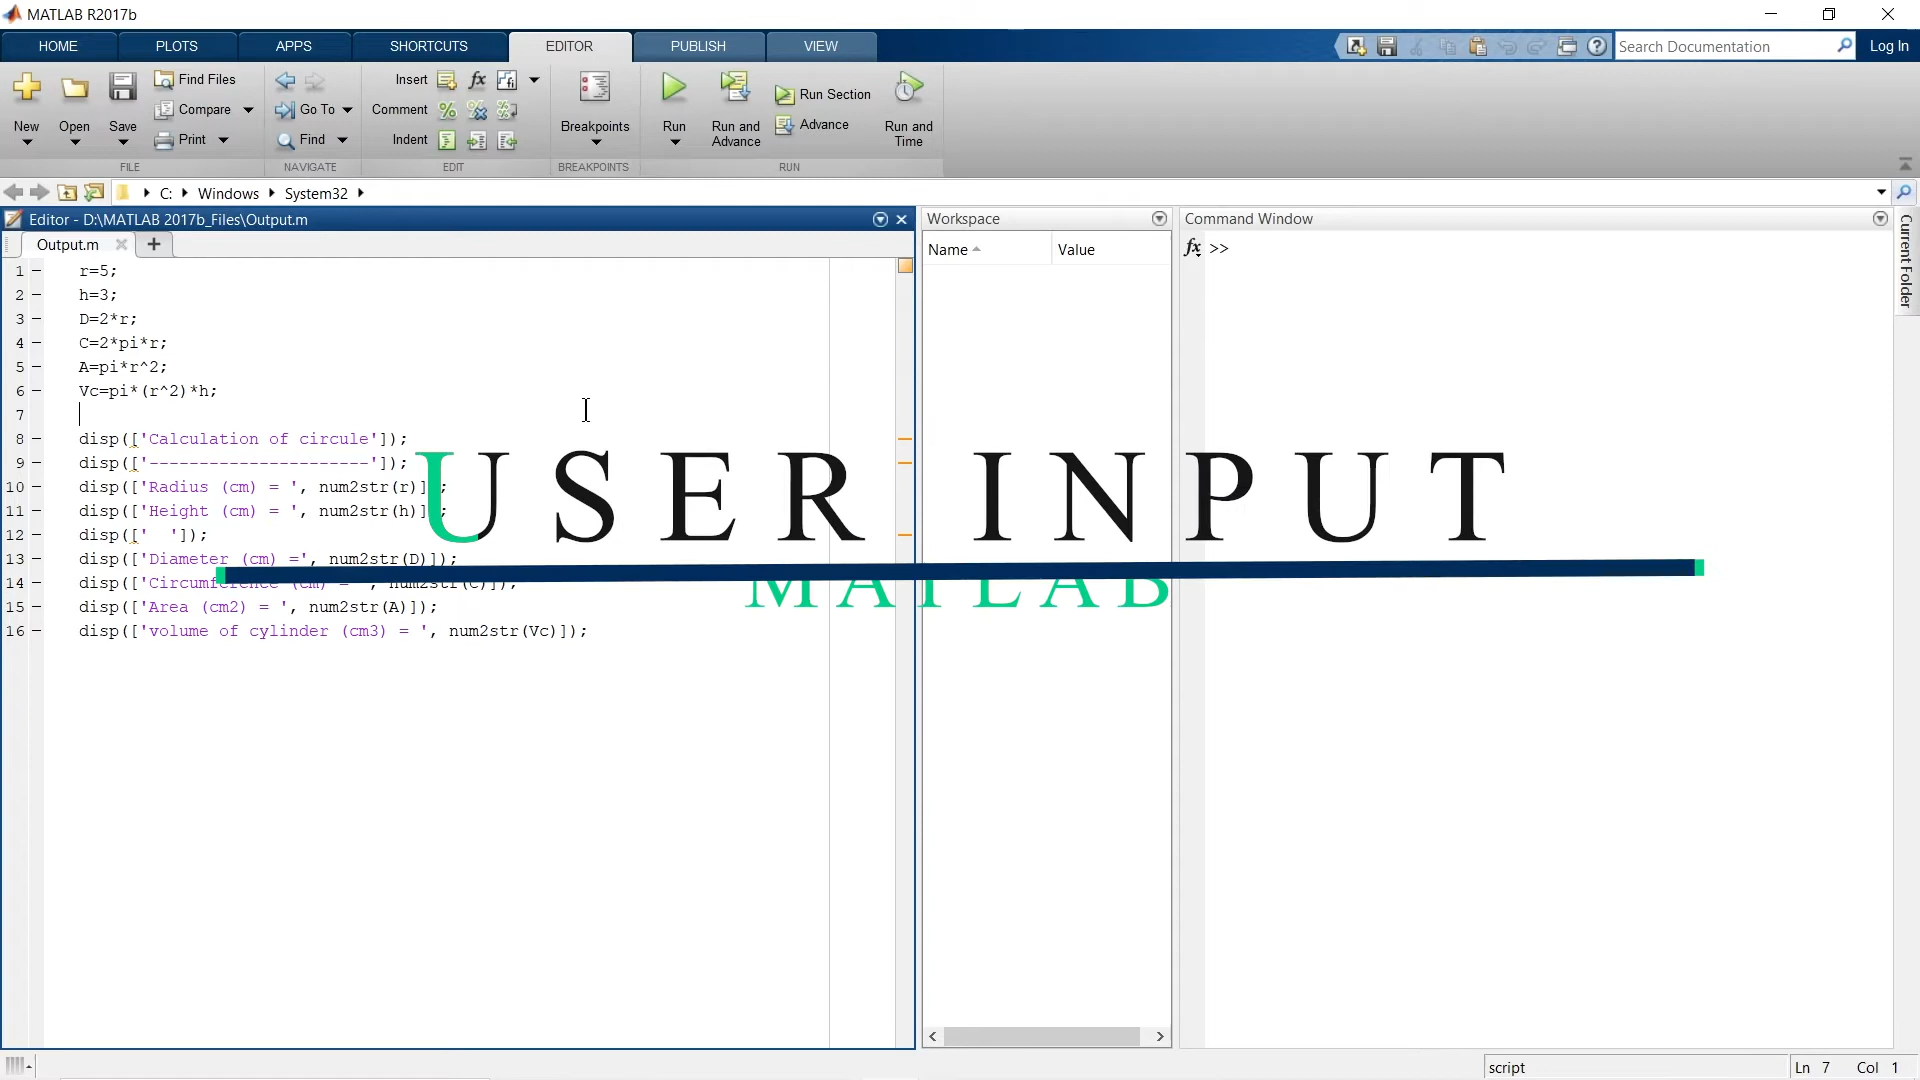 MATLAB R2017b
HOME PLOTS APPS SHORTCUTS EDITOR PUBLISH VIEW Search Documentation Log In
New Open Save Find Files Compare Print
Go To Find
Insert Comment Indent
Breakpoints
Run Run and Advance Run Section Advance Run and Time
FILE NAVIGATE EDIT BREAKPOINTS RUN
C: Windows System32
Editor - D:\MATLAB 2017b_Files\Output.m
Output.m
1 r=5;
2 h=3;
3 D=2*r;
4 C=2*pi*r;
5 A=pi*r^2;
6 Vc=pi*(r^2)*h;
7
8 disp(['Calculation of circule']);
9 disp(['----------------------']);
10 disp(['Radius (cm) = ', num2str(r)];
11 disp(['Height (cm) = ', num2str(h)];
12 disp(['  ']);
13 disp(['Diameter (cm) =', num2str(D)]);
14 disp(['Circumference (cm) = ', num2str(C)]);
15 disp(['Area (cm2) = ', num2str(A)]);
16 disp(['volume of cylinder (cm3) = ', num2str(Vc)]);
Workspace
Name Value
Command Window
fx >>
Current Folder
USER INPUT
MATLAB
script Ln 7 Col 1